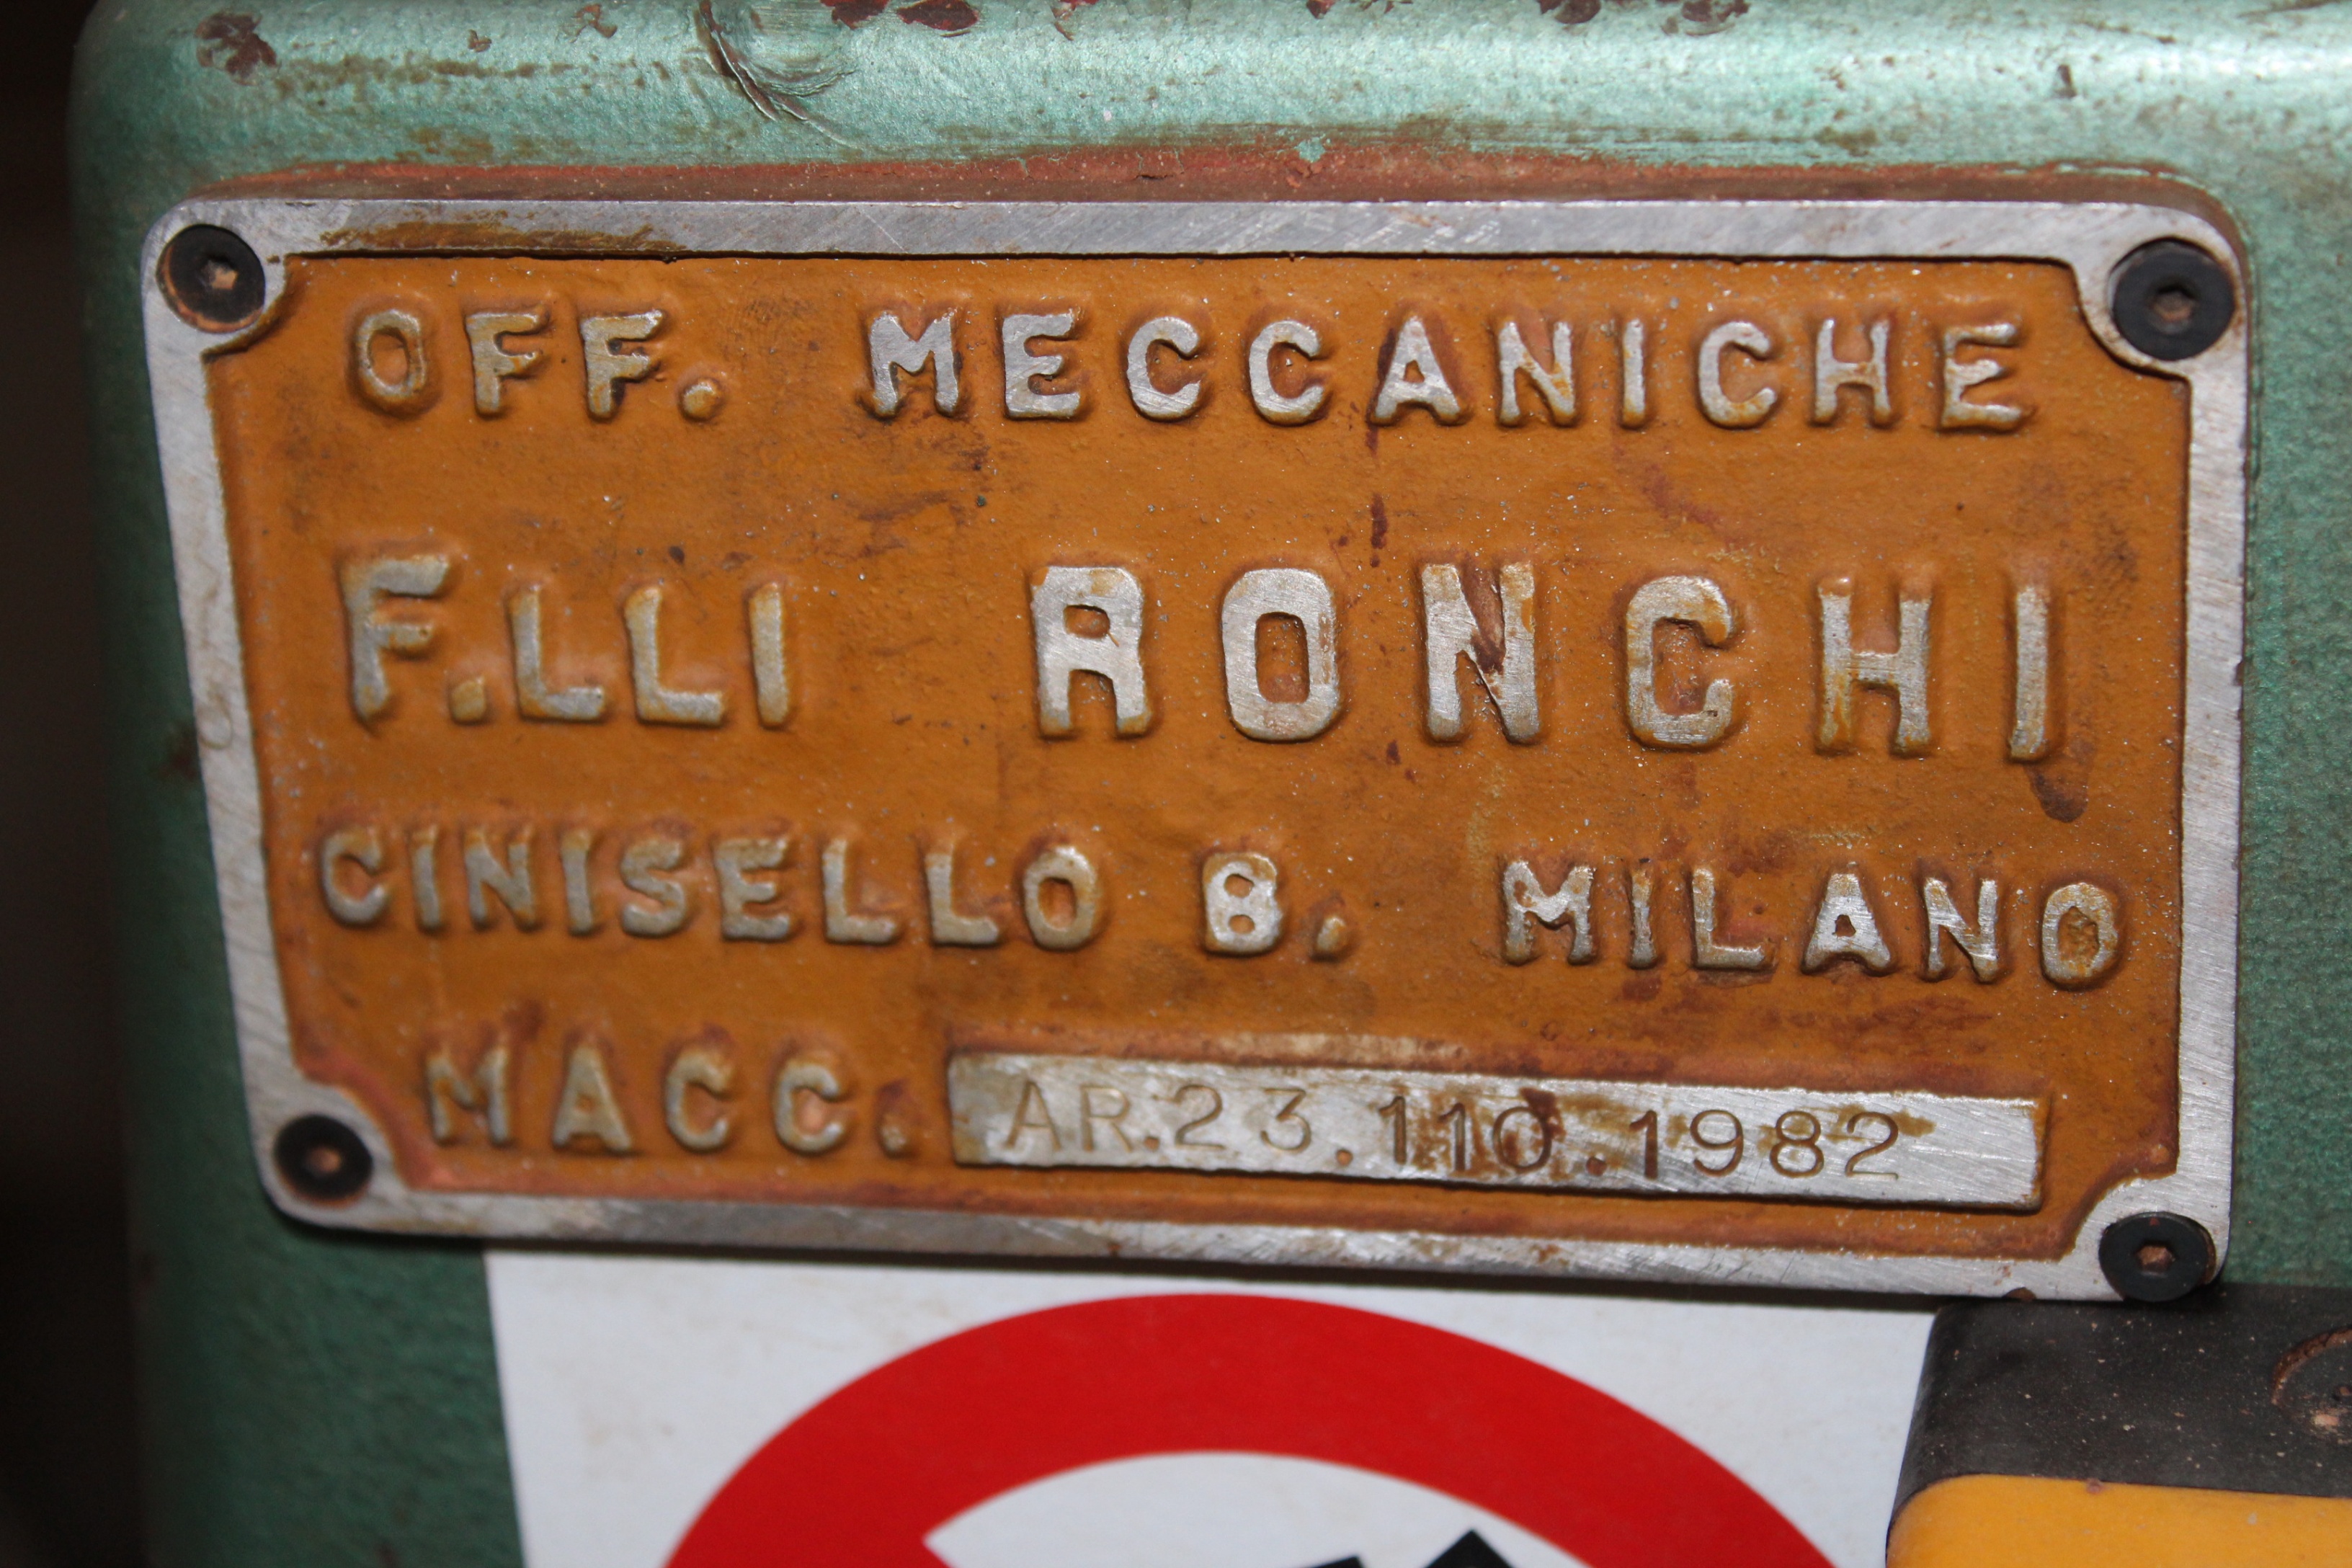 OFF. MECCANICHE
F.LLI RONCHI
CINISELLO B. MILANO
MACC. AR.23.110.1982